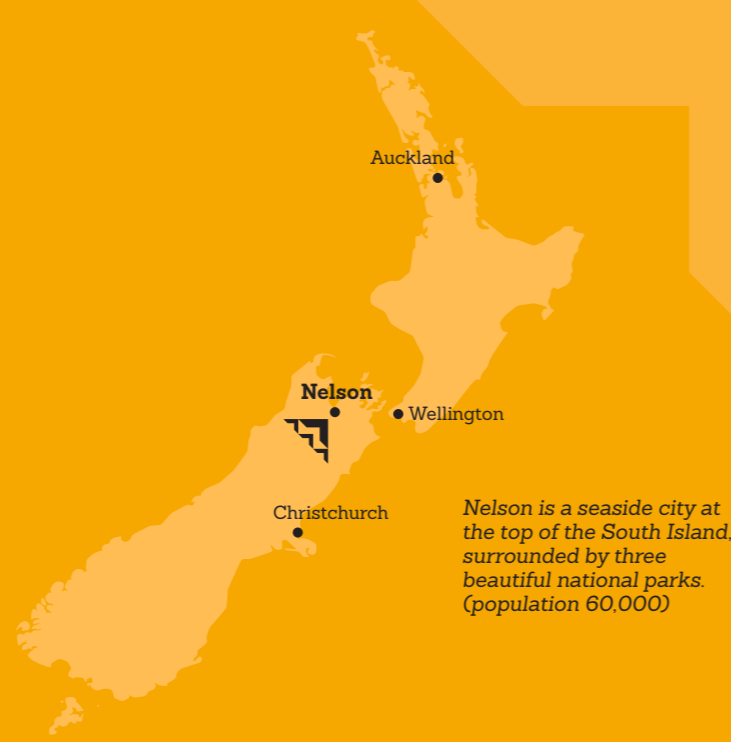 Auckland
Nelson
Wellington
Christchurch
Nelson is a seaside city at
the top of the South Island,
surrounded by three
beautiful national parks.
(population 60,000)